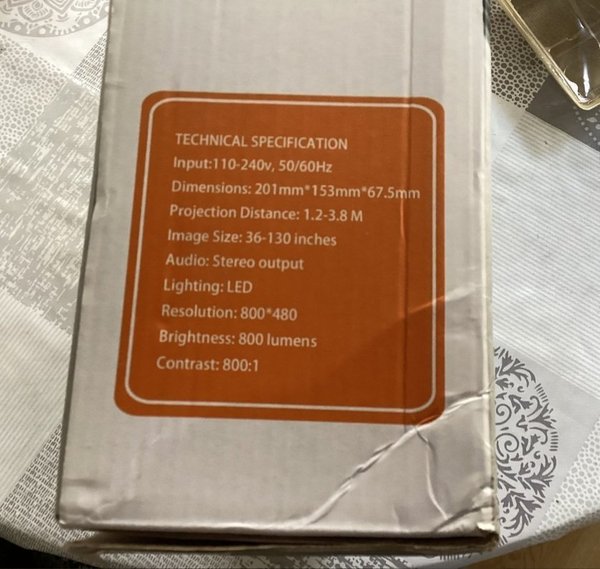 TECHNICAL SPECIFICATION
Input:110-240v, 50/60Hz
Dimensions: 201mm*153mm*67.5mm
Projection Distance: 1.2-3.8 M
Image Size: 36-130 inches
Audio: Stereo output
Lighting: LED
Resolution: 800*480
Brightness: 800 lumens
Contrast: 800:1